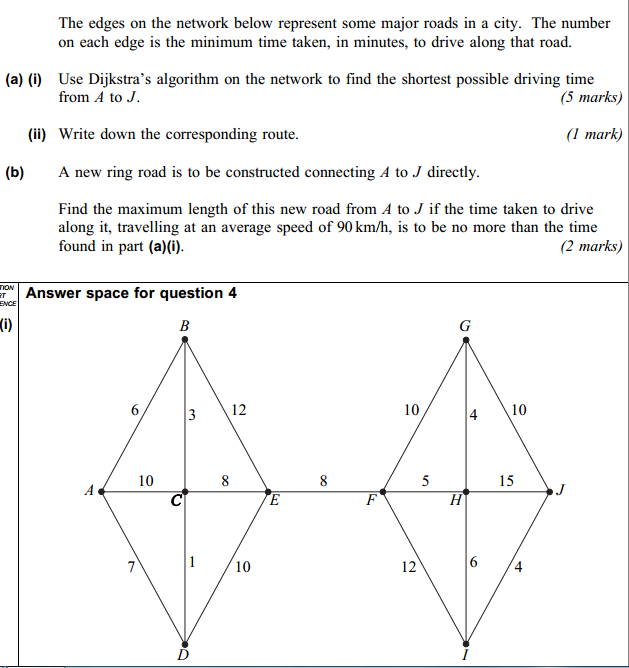 The edges on the network below represent some major roads in a city. The number
on each edge is the minimum time taken, in minutes, to drive along that road.
(a) (i) Use Dijkstra's algorithm on the network to find the shortest possible driving time
from A to J. (5 marks)
(ii) Write down the corresponding route. (1 mark)
(b) A new ring road is to be constructed connecting A to J directly.
Find the maximum length of this new road from A to J if the time taken to drive
along it, travelling at an average speed of 90 km/h, is to be no more than the time
found in part (a)(i). (2 marks)
Answer space for question 4
(i)
B G
6 3 12 10 4 10
10 8 8 5 15
A C E F H J
7 1 10 12 6 4
D I